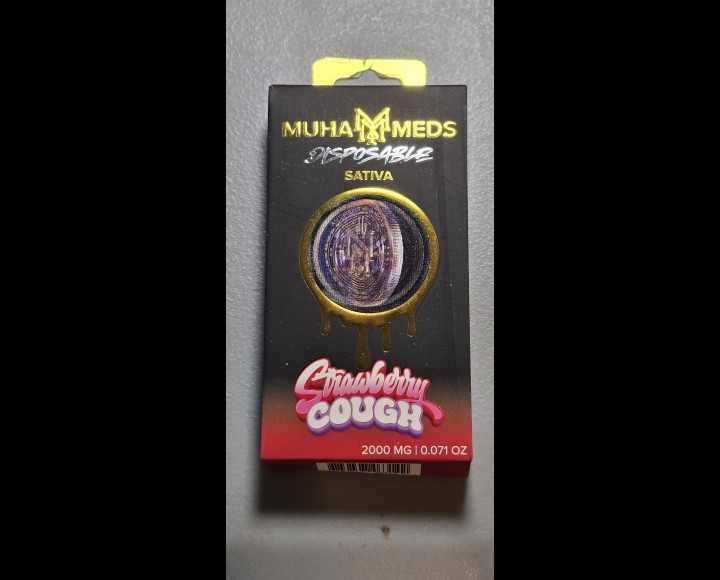 MUHA MEDS
DISPOSABLE
SATIVA
Strawberry
COUGH
2000 MG | 0.071 OZ